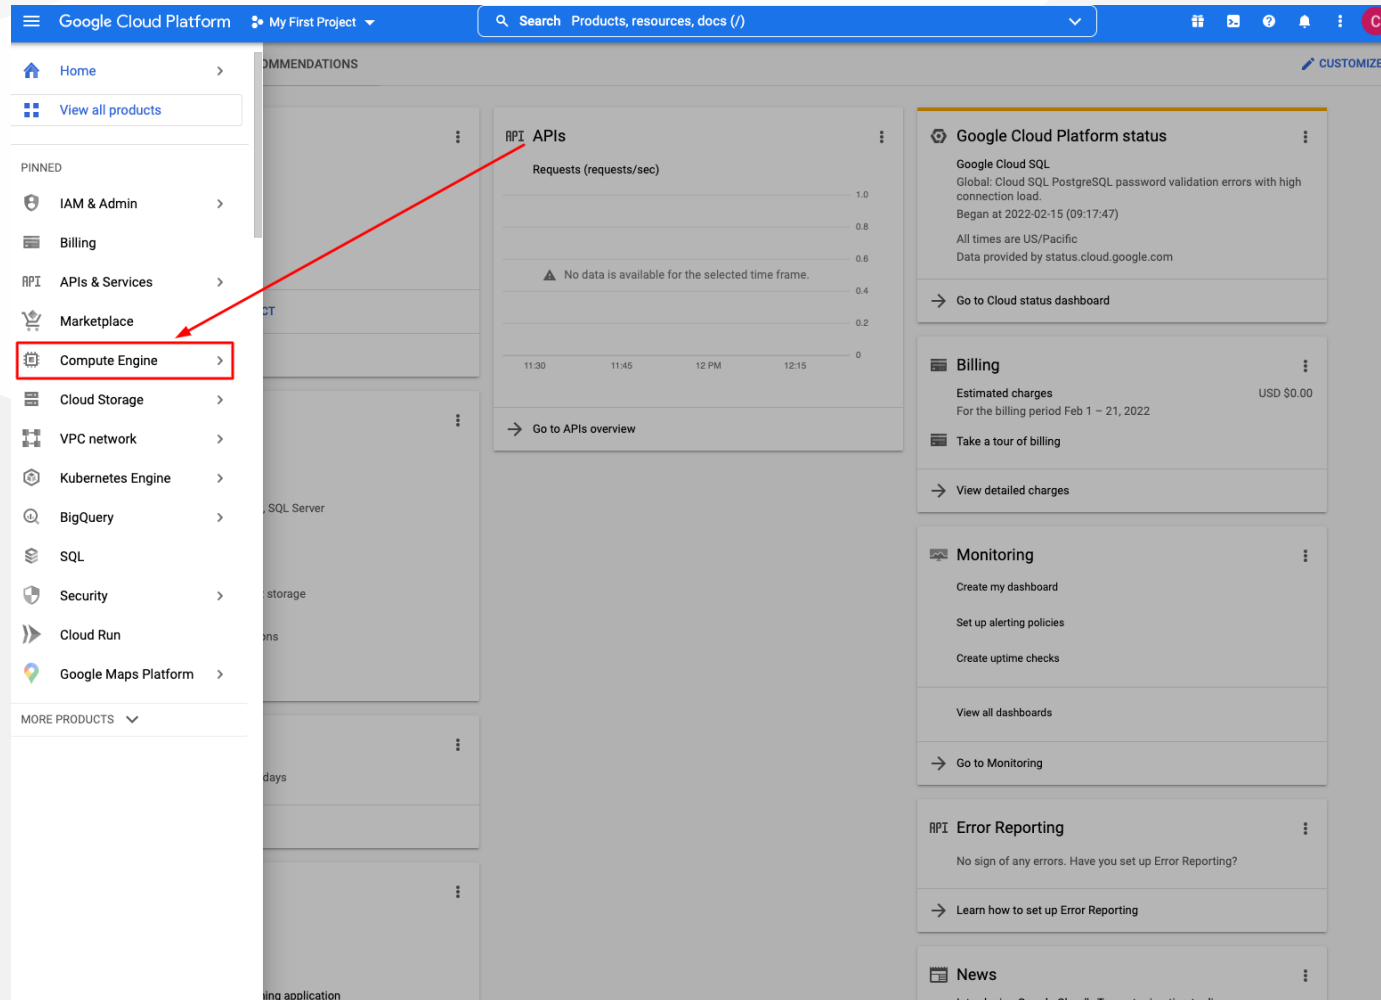 Google Cloud Platform
My First Project
Search Products, resources, docs (/)
C
Home
View all products
PINNED
IAM & Admin
Billing
API APIs & Services
Marketplace
Compute Engine
Cloud Storage
VPC network
Kubernetes Engine
BigQuery
SQL
Security
Cloud Run
Google Maps Platform
MORE PRODUCTS
OMMENDATIONS
CUSTOMIZE
CT
, SQL Server
storage
ons
days
ing application
API APIs
Requests (requests/sec)
1.0
0.8
0.6
No data is available for the selected time frame.
0.4
0.2
0
11:30 11:45 12 PM 12:15
Go to APIs overview
Google Cloud Platform status
Google Cloud SQL
Global: Cloud SQL PostgreSQL password validation errors with high
connection load.
Began at 2022-02-15 (09:17:47)
All times are US/Pacific
Data provided by status.cloud.google.com
Go to Cloud status dashboard
Billing
Estimated charges USD $0.00
For the billing period Feb 1 – 21, 2022
Take a tour of billing
View detailed charges
Monitoring
Create my dashboard
Set up alerting policies
Create uptime checks
View all dashboards
Go to Monitoring
API Error Reporting
No sign of any errors. Have you set up Error Reporting?
Learn how to set up Error Reporting
News